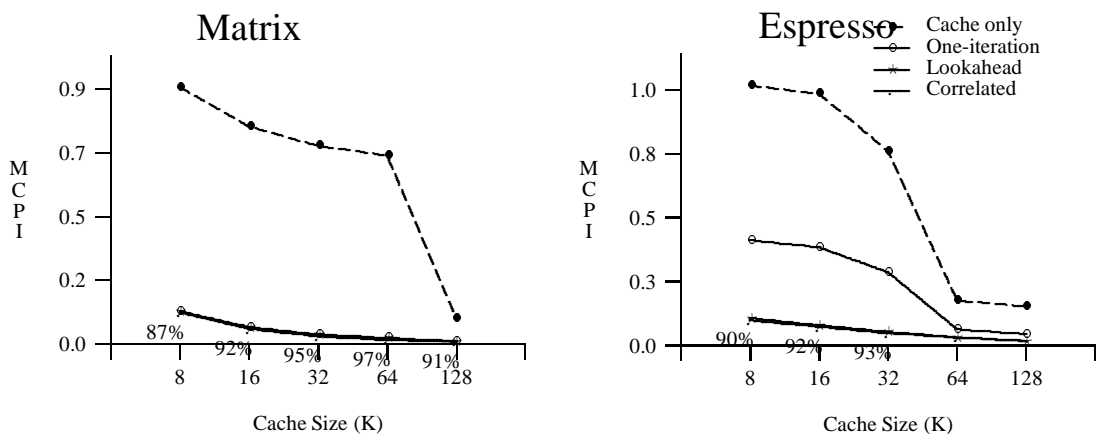 Matrix
0.9
0.7
0.5
0.2
0.0
M
C
P
I
87%
92%
95%
97%
91%
8
16
32
64
128
Cache Size (K)
Espresso
Cache only
One-iteration
Lookahead
Correlated
1.0
0.8
0.5
0.3
0.0
M
C
P
I
90%
92%
93%
8
16
32
64
128
Cache Size (K)